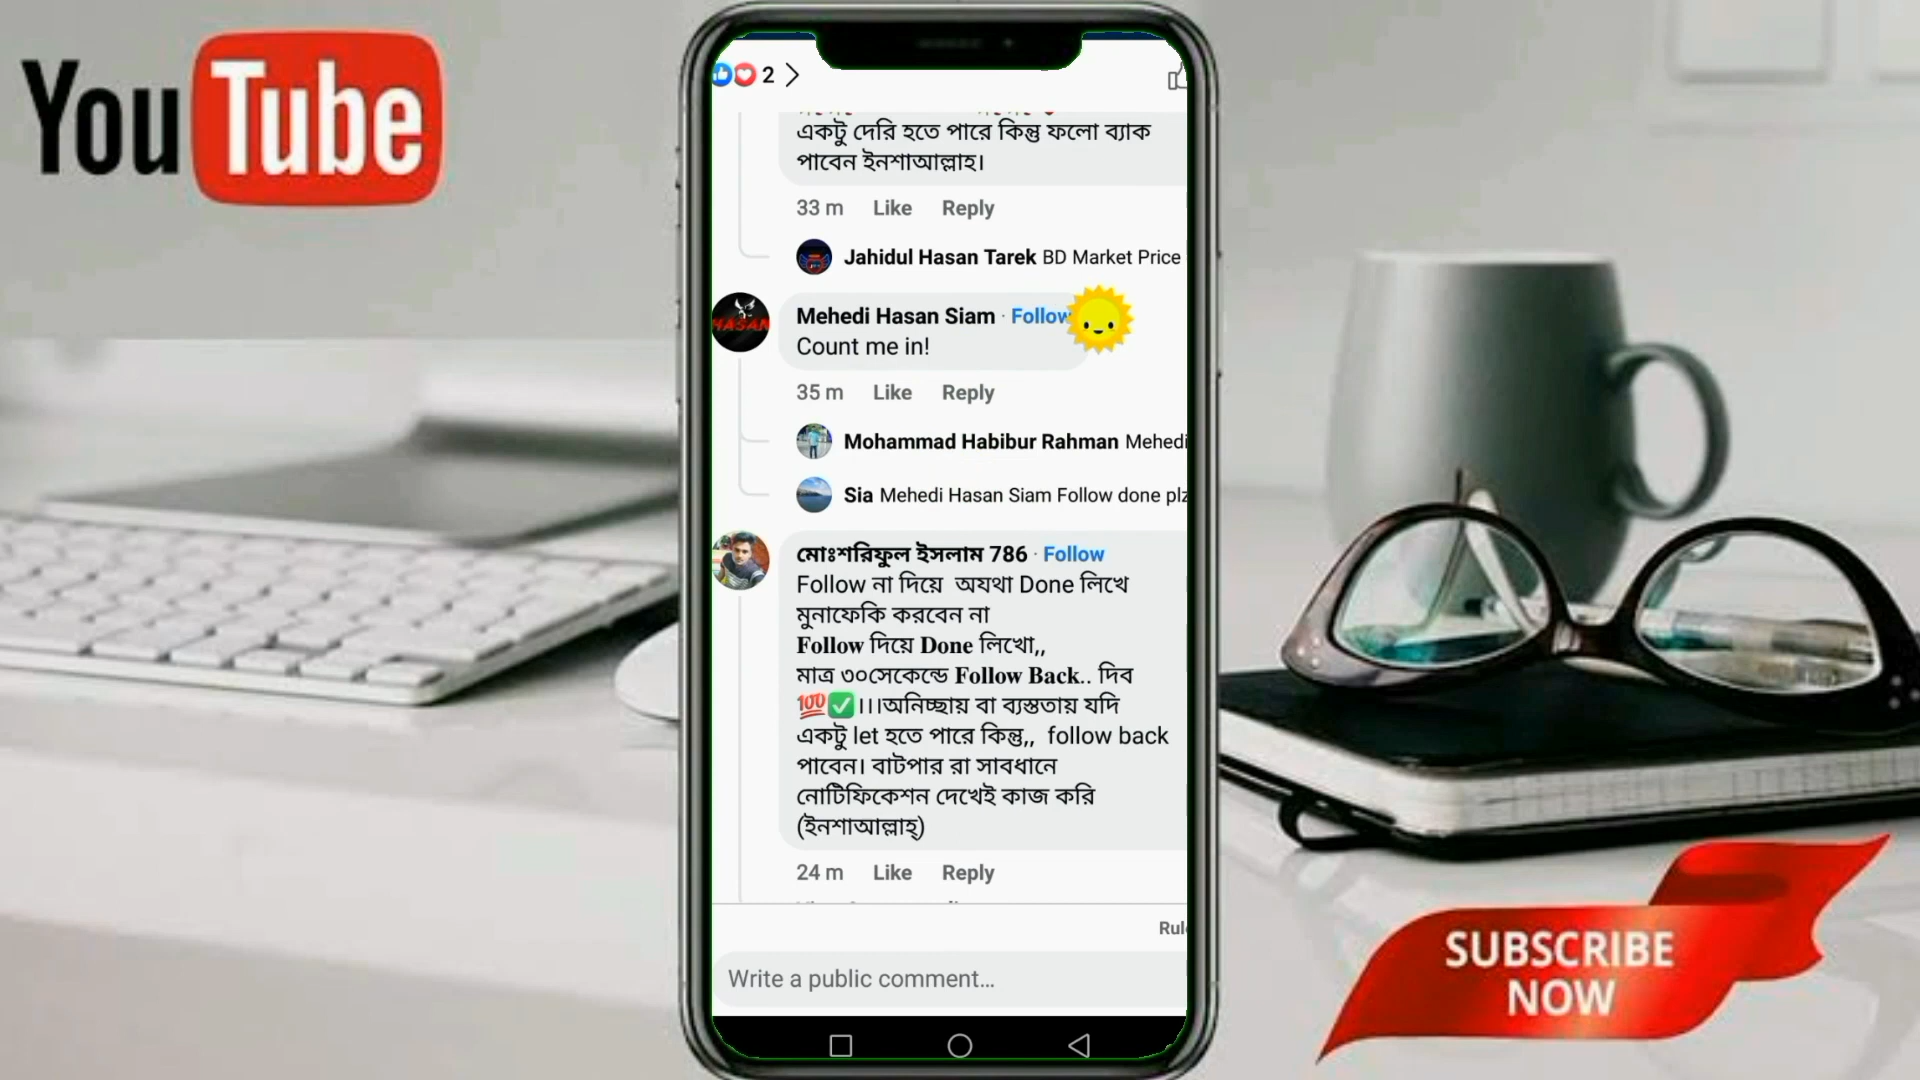 YouTube
2
একটু দেরি হতে পারে কিন্তু ফলো ব্যাক
পাবেন ইনশাআল্লাহ।
33 m Like Reply
Jahidul Hasan Tarek BD Market Price
HASAN
Mehedi Hasan Siam · Follow
Count me in!
35 m Like Reply
Mohammad Habibur Rahman Mehedi
Sia Mehedi Hasan Siam Follow done plz
মোঃশরিফুল ইসলাম 786 · Follow
Follow না দিয়ে অযথা Done লিখে
মুনাফেকি করবেন না
Follow দিয়ে Done লিখো,,
মাত্র ৩০সেকেন্ডে Follow Back.. দিব
💯✅।।।অনিচ্ছায় বা ব্যস্ততায় যদি
একটু let হতে পারে কিন্তু,, follow back
পাবেন। বাটপার রা সাবধানে
নোটিফিকেশন দেখেই কাজ করি
(ইনশাআল্লাহ্)
24 m Like Reply
Write a public comment...
SUBSCRIBE
NOW